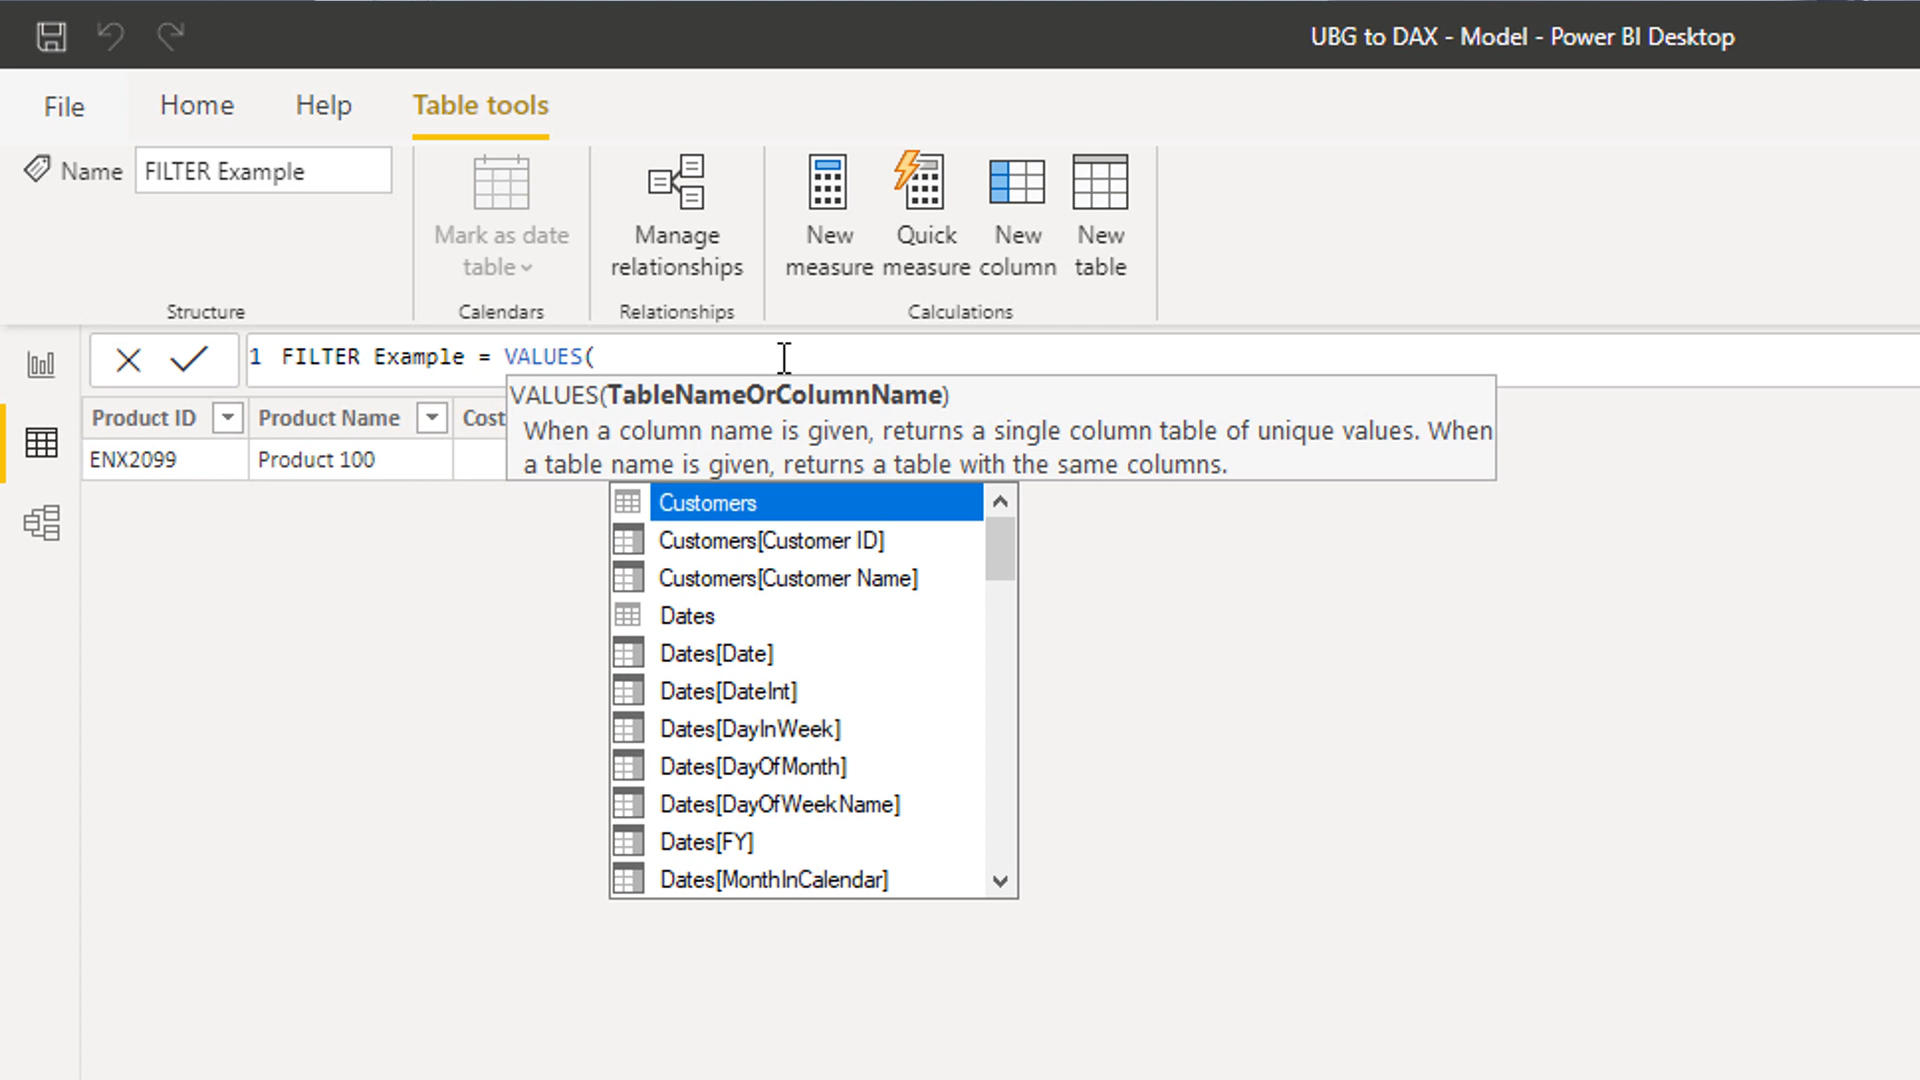 UBG to DAX - Model - Power BI Desktop
File Home Help Table tools
Name FILTER Example
Mark as date table
Manage relationships
New measure
Quick measure
New column
New table
Structure Calendars Relationships Calculations
1 FILTER Example = VALUES(
VALUES(TableNameOrColumnName)
When a column name is given, returns a single column table of unique values. When
a table name is given, returns a table with the same columns.
Product ID Product Name Cost
ENX2099 Product 100
Customers
Customers[Customer ID]
Customers[Customer Name]
Dates
Dates[Date]
Dates[DateInt]
Dates[DayInWeek]
Dates[DayOfMonth]
Dates[DayOfWeekName]
Dates[FY]
Dates[MonthInCalendar]